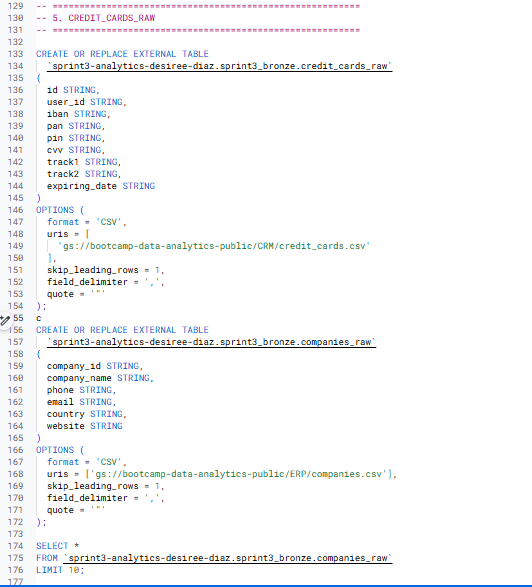 129 -- =========================================================
130 -- 5. CREDIT_CARDS_RAW
131 -- =========================================================
132
133 CREATE OR REPLACE EXTERNAL TABLE
134   `sprint3-analytics-desiree-diaz.sprint3_bronze.credit_cards_raw`
135 (
136   id STRING,
137   user_id STRING,
138   iban STRING,
139   pan STRING,
140   pin STRING,
141   cvv STRING,
142   track1 STRING,
143   track2 STRING,
144   expiring_date STRING
145 )
146 OPTIONS (
147   format = 'CSV',
148   uris = [
149     'gs://bootcamp-data-analytics-public/CRM/credit_cards.csv'
150   ],
151   skip_leading_rows = 1,
152   field_delimiter = ',',
153   quote = '"'
154 );
55 c
156 CREATE OR REPLACE EXTERNAL TABLE
157   `sprint3-analytics-desiree-diaz.sprint3_bronze.companies_raw`
158 (
159   company_id STRING,
160   company_name STRING,
161   phone STRING,
162   email STRING,
163   country STRING,
164   website STRING
165 )
166 OPTIONS (
167   format = 'CSV',
168   uris = ['gs://bootcamp-data-analytics-public/ERP/companies.csv'],
169   skip_leading_rows = 1,
170   field_delimiter = ',',
171   quote = '"'
172 );
173
174 SELECT *
175 FROM `sprint3-analytics-desiree-diaz.sprint3_bronze.companies_raw`
176 LIMIT 10;
177